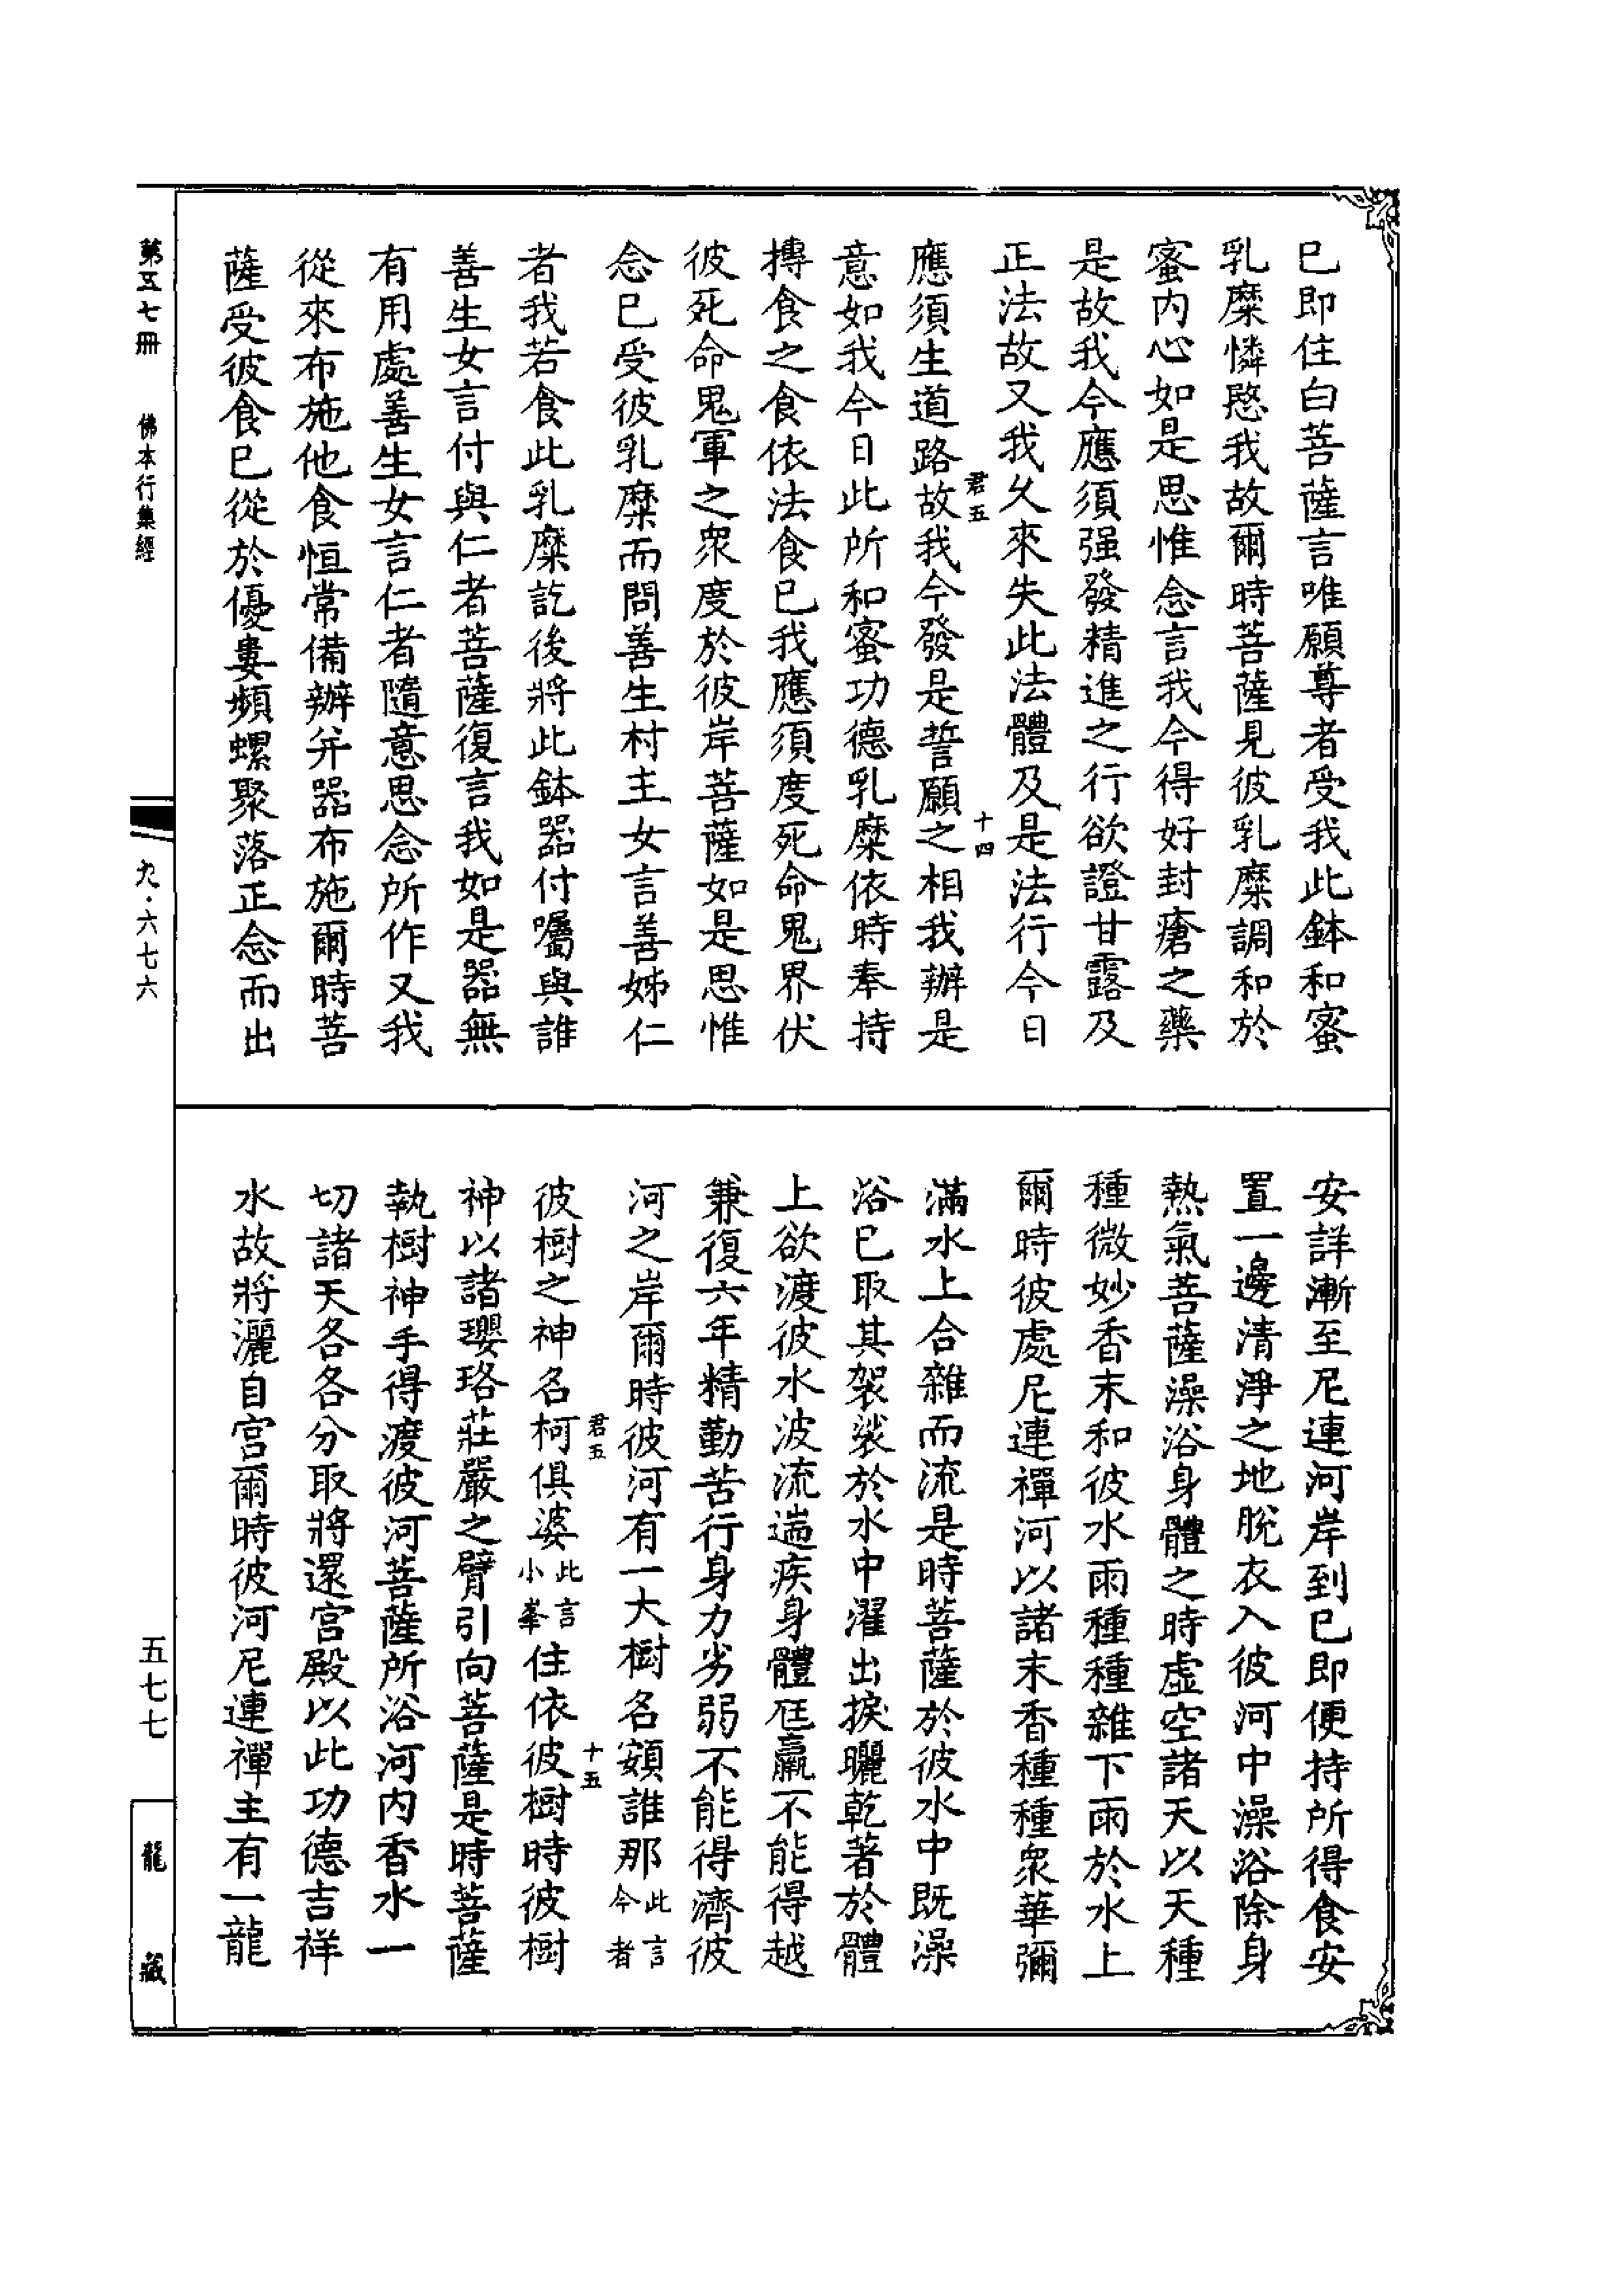 已即住白菩薩言唯願尊者受我此鉢和蜜
乳糜憐愍我故爾時菩薩見彼乳糜調和於
蜜內心如是思惟念言我今得好封瘡之藥
是故我今應須强發精進之行欲證甘露及
正法故又我久來失此法體及是法行今日
君五
十四
應須生道路故我今發是誓願之相我辦是
意如我今日此所和蜜功德乳糜依時奉持
摶食之食依法食已我應須度死命鬼界伏
彼死命鬼軍之衆度於彼岸菩薩如是思惟
念已受彼乳糜而問善生村主女言善姊仁
者我若食此乳糜訖後將此鉢器付囑與誰
善生女言付與仁者菩薩復言我如是器無
有用處善生女言仁者隨意思念所作又我
從來布施他食恒常備辦并器布施爾時菩
薩受彼食已從於優婁頻螺聚落正念而出
安詳漸至尼連河岸到已即便持所得食安
置一邊清淨之地脫衣入彼河中澡浴除身
熱氣菩薩澡浴身體之時虛空諸天以天種
種微妙香末和彼水雨種種雜下雨於水上
爾時彼處尼連禪河以諸末香種種衆華彌
滿水上合雜而流是時菩薩於彼水中既澡
浴已取其袈裟於水中濯出捩曬乾著於體
上欲渡彼水波流遄疾身體尫羸不能得越
兼復六年精勤苦行身力劣弱不能得濟彼
河之岸爾時彼河有一大樹名頞誰那此言今者
君五
十五
彼樹之神名柯俱婆此言小峯住依彼樹時彼樹
神以諸瓔珞莊嚴之臂引向菩薩是時菩薩
執樹神手得渡彼河菩薩所浴河內香水一
切諸天各各分取將還宮殿以此功德吉祥
水故將灑自宮爾時彼河尼連禪主有一龍
第五七冊 佛本行集經
九·六七六
五七七
龍藏